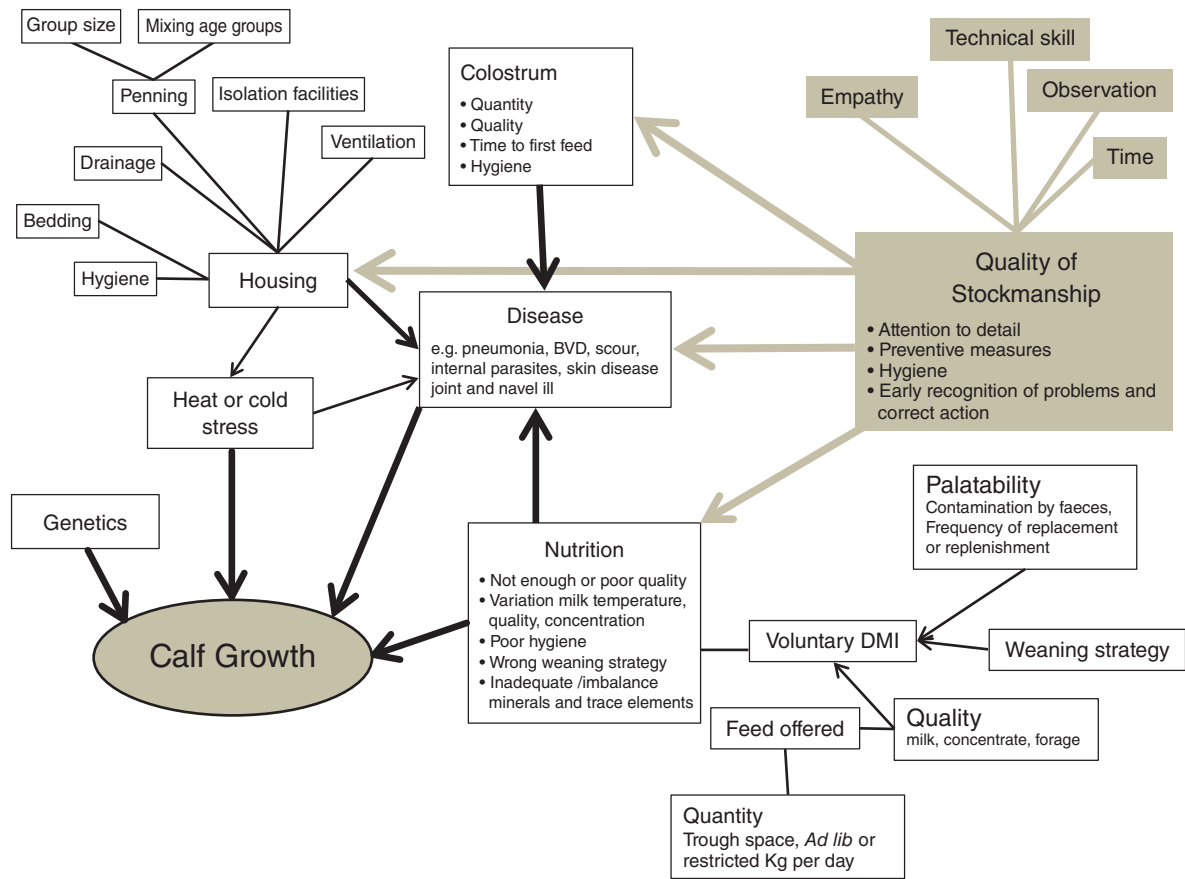 Group size
Mixing age groups
Penning
Isolation facilities
Ventilation
Drainage
Bedding
Hygiene
Housing
Colostrum
• Quantity
• Quality
• Time to first feed
• Hygiene
Technical skill
Empathy
Observation
Time
Quality of
Stockmanship
• Attention to detail
• Preventive measures
• Hygiene
• Early recognition of problems and
correct action
Disease
e.g. pneumonia, BVD, scour,
internal parasites, skin disease
joint and navel ill
Heat or cold
stress
Genetics
Calf Growth
Nutrition
• Not enough or poor quality
• Variation milk temperature,
quality, concentration
• Poor hygiene
• Wrong weaning strategy
• Inadequate /imbalance
minerals and trace elements
Palatability
Contamination by faeces,
Frequency of replacement
or replenishment
Voluntary DMI
Weaning strategy
Feed offered
Quality
milk, concentrate, forage
Quantity
Trough space, Ad lib or
restricted Kg per day